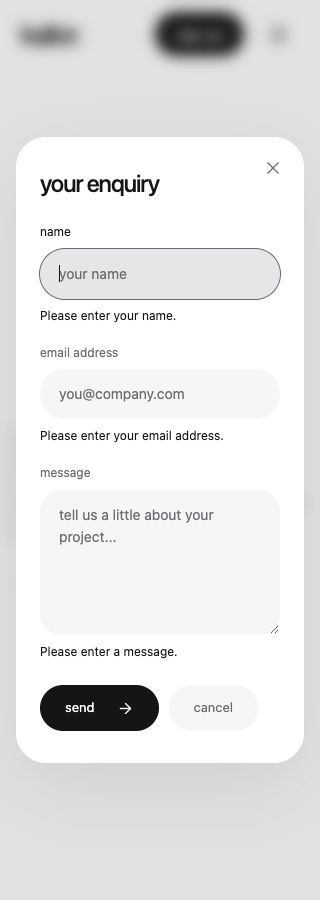 your enquiry
name
your name
Please enter your name.
email address
you@company.com
Please enter your email address.
message
tell us a little about your
project...
Please enter a message.
send
cancel